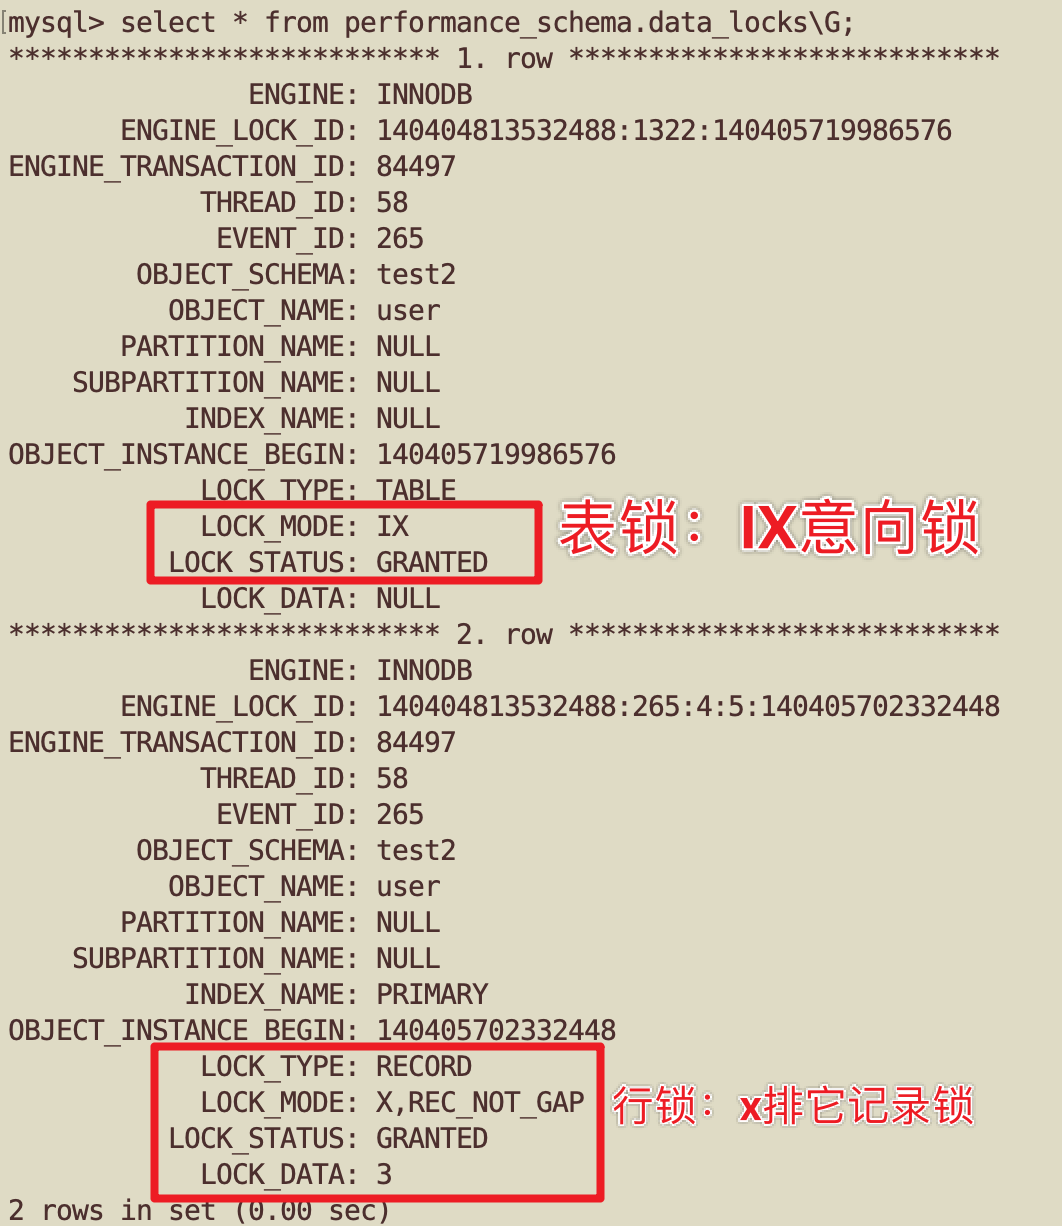 mysql> select * from performance_schema.data_locks\G;
*************************** 1. row ***************************
ENGINE: INNODB
ENGINE_LOCK_ID: 140404813532488:1322:140405719986576
ENGINE_TRANSACTION_ID: 84497
THREAD_ID: 58
EVENT_ID: 265
OBJECT_SCHEMA: test2
OBJECT_NAME: user
PARTITION_NAME: NULL
SUBPARTITION_NAME: NULL
INDEX_NAME: NULL
OBJECT_INSTANCE_BEGIN: 140405719986576
LOCK_TYPE: TABLE
LOCK_MODE: IX
表锁：IX意向锁
LOCK_STATUS: GRANTED
LOCK_DATA: NULL
*************************** 2. row ***************************
ENGINE: INNODB
ENGINE_LOCK_ID: 140404813532488:265:4:5:140405702332448
ENGINE_TRANSACTION_ID: 84497
THREAD_ID: 58
EVENT_ID: 265
OBJECT_SCHEMA: test2
OBJECT_NAME: user
PARTITION_NAME: NULL
SUBPARTITION_NAME: NULL
INDEX_NAME: PRIMARY
OBJECT_INSTANCE_BEGIN: 140405702332448
LOCK_TYPE: RECORD
LOCK_MODE: X,REC_NOT_GAP
行锁：x排它记录锁
LOCK_STATUS: GRANTED
LOCK_DATA: 3
2 rows in set (0.00 sec)